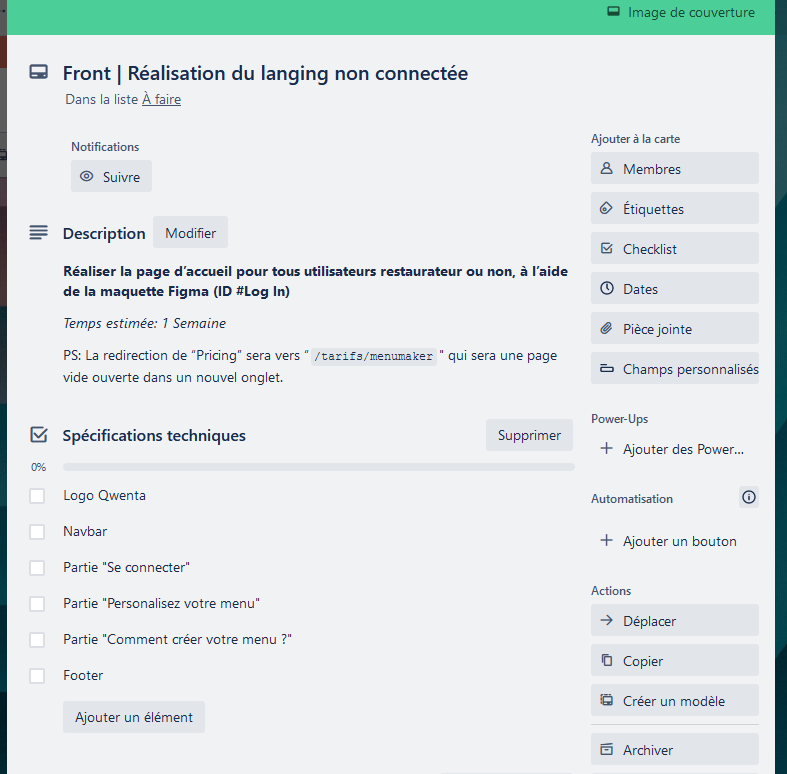 Image de couverture
Front | Réalisation du langing non connectée
Dans la liste À faire
Notifications
Suivre
Description
Modifier
Réaliser la page d’accueil pour tous utilisateurs restaurateur ou non, à l’aide
de la maquette Figma (ID #Log In)
Temps estimée: 1 Semaine
PS: La redirection de “Pricing” sera vers “ /tarifs/menumaker " qui sera une page
vide ouverte dans un nouvel onglet.
Spécifications techniques
Supprimer
0%
Logo Qwenta
Navbar
Partie "Se connecter"
Partie "Personalisez votre menu"
Partie "Comment créer votre menu ?"
Footer
Ajouter un élément
Ajouter à la carte
Membres
Étiquettes
Checklist
Dates
Pièce jointe
Champs personnalisés
Power-Ups
Ajouter des Power...
Automatisation
Ajouter un bouton
Actions
Déplacer
Copier
Créer un modèle
Archiver